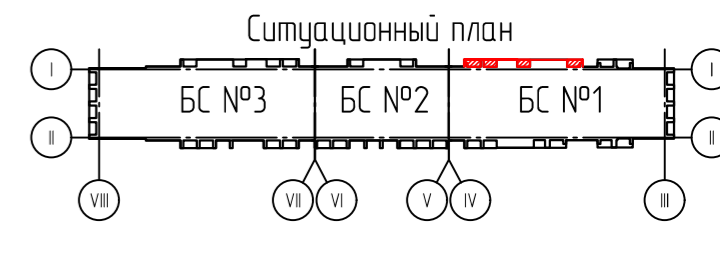 Ситуационный план
I I
БС №3 БС №2 БС №1
II II
VIII VII VI V IV III